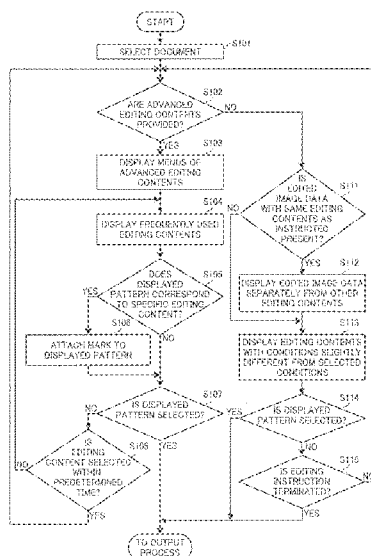 START
S101
SELECT DOCUMENT
S102
ARE ADVANCED
EDITING CONTENTS
PROVIDED?
NO
YES
S103
DISPLAY MENUS OF
ADVANCED EDITING
CONTENTS
S104
DISPLAY FREQUENTLY USED
EDITING CONTENTS
S105
DOES
DISPLAYED
PATTERN CORRESPOND
TO SPECIFIC EDITING
CONTENT?
YES
NO
S106
ATTACH MARK TO
DISPLAYED PATTERN
S107
IS DISPLAYED
PATTERN SELECTED?
NO
YES
S108
IS
EDITING
CONTENT SELECTED
WITHIN
PREDETERMINED
TIME?
NO
YES
S111
IS
EDITED
IMAGE DATA
WITH SAME EDITING
CONTENTS AS
INSTRUCTED
PRESENT?
NO
YES
S112
DISPLAY EDITED IMAGE DATA
SEPARATELY FROM OTHER
EDITING CONTENTS
S113
DISPLAY EDITING CONTENTS
WITH CONDITIONS SLIGHTLY
DIFFERENT FROM SELECTED
CONDITIONS
S114
IS DISPLAYED
PATTERN SELECTED?
YES
NO
S115
IS EDITING
INSTRUCTION
TERMINATED?
NO
YES
TO OUTPUT
PROCESS